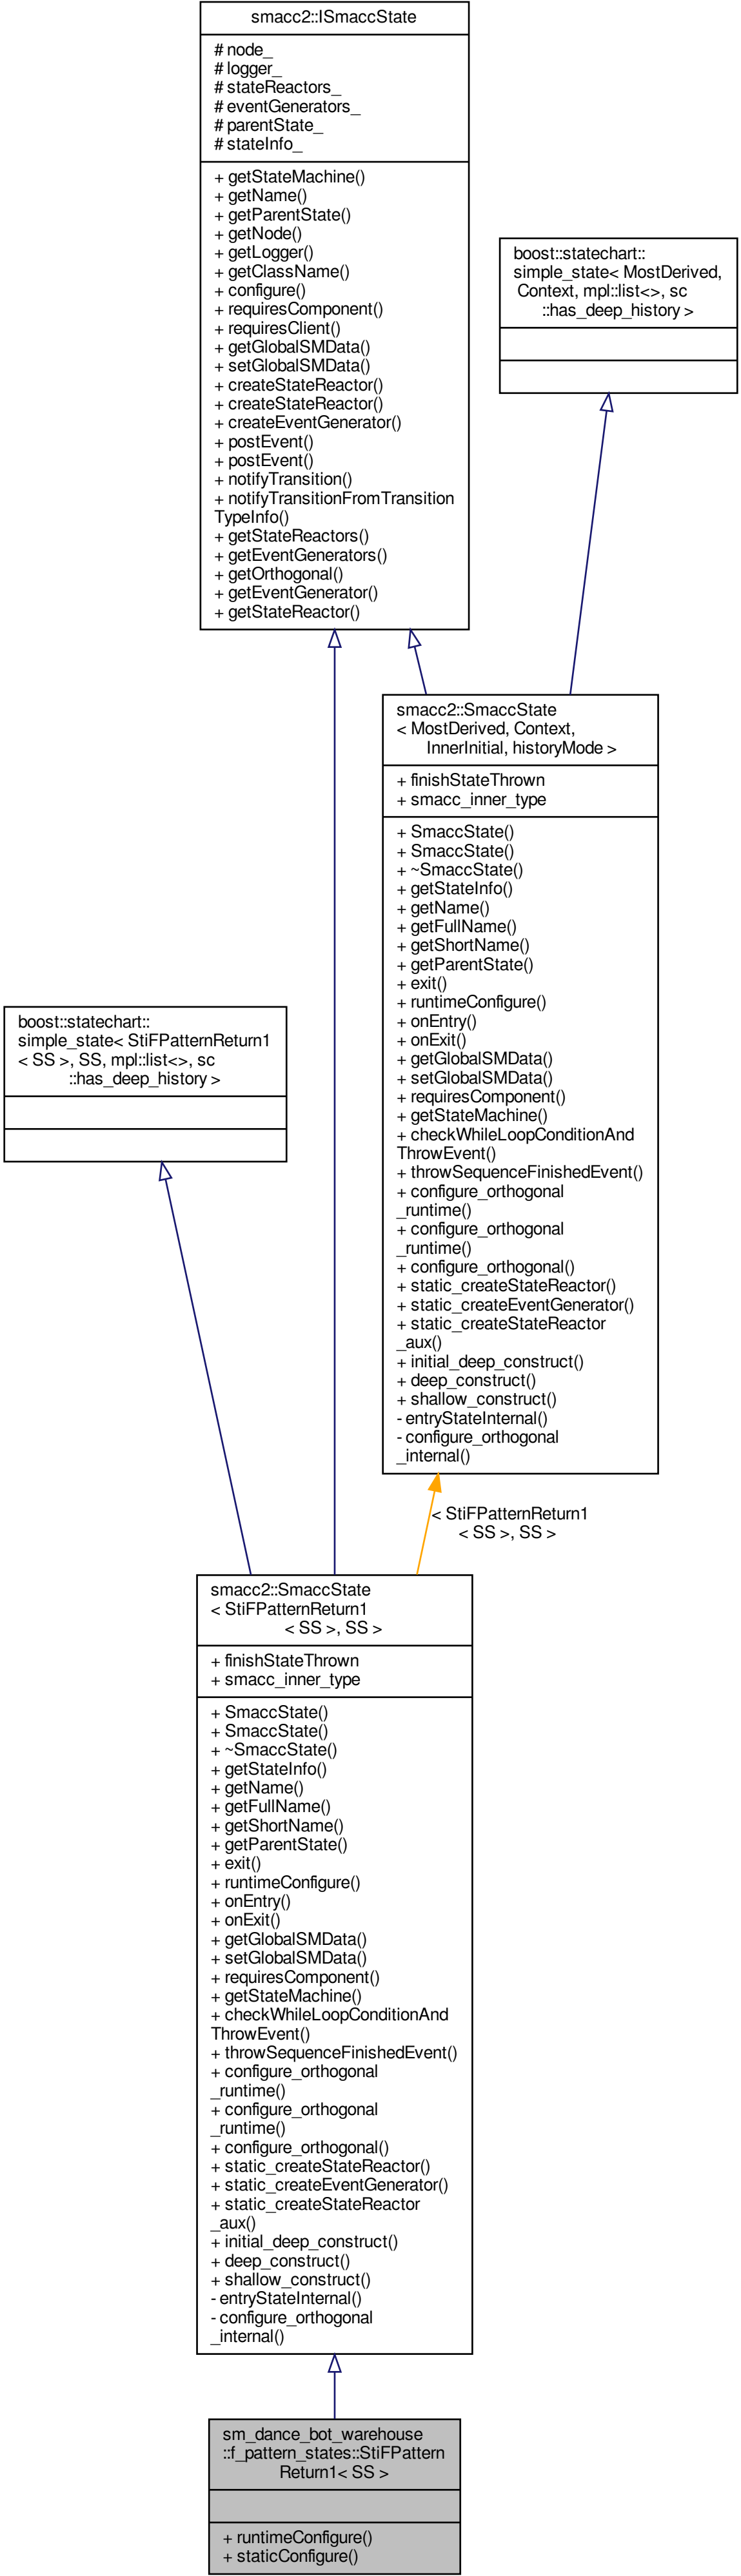 smacc2::ISmaccState
# node_
# logger_
# stateReactors_
# eventGenerators_
# parentState_
# stateInfo_
+ getStateMachine()
+ getName()
+ getParentState()
+ getNode()
+ getLogger()
+ getClassName()
+ configure()
+ requiresComponent()
+ requiresClient()
+ getGlobalSMData()
+ setGlobalSMData()
+ createStateReactor()
+ createStateReactor()
+ createEventGenerator()
+ postEvent()
+ postEvent()
+ notifyTransition()
+ notifyTransitionFromTransition
TypeInfo()
+ getStateReactors()
+ getEventGenerators()
+ getOrthogonal()
+ getEventGenerator()
+ getStateReactor()
boost::statechart::
simple_state< MostDerived,
Context, mpl::list<>, sc
::has_deep_history >
smacc2::SmaccState
< MostDerived, Context,
InnerInitial, historyMode >
+ finishStateThrown
+ smacc_inner_type
+ SmaccState()
+ SmaccState()
+ ~SmaccState()
+ getStateInfo()
+ getName()
+ getFullName()
+ getShortName()
+ getParentState()
+ exit()
+ runtimeConfigure()
+ onEntry()
+ onExit()
+ getGlobalSMData()
+ setGlobalSMData()
+ requiresComponent()
+ getStateMachine()
+ checkWhileLoopConditionAnd
ThrowEvent()
+ throwSequenceFinishedEvent()
+ configure_orthogonal
_runtime()
+ configure_orthogonal
_runtime()
+ configure_orthogonal()
+ static_createStateReactor()
+ static_createEventGenerator()
+ static_createStateReactor
_aux()
+ initial_deep_construct()
+ deep_construct()
+ shallow_construct()
- entryStateInternal()
- configure_orthogonal
_internal()
boost::statechart::
simple_state< StiFPatternReturn1
< SS >, SS, mpl::list<>, sc
::has_deep_history >
< StiFPatternReturn1
< SS >, SS >
smacc2::SmaccState
< StiFPatternReturn1
< SS >, SS >
+ finishStateThrown
+ smacc_inner_type
+ SmaccState()
+ SmaccState()
+ ~SmaccState()
+ getStateInfo()
+ getName()
+ getFullName()
+ getShortName()
+ getParentState()
+ exit()
+ runtimeConfigure()
+ onEntry()
+ onExit()
+ getGlobalSMData()
+ setGlobalSMData()
+ requiresComponent()
+ getStateMachine()
+ checkWhileLoopConditionAnd
ThrowEvent()
+ throwSequenceFinishedEvent()
+ configure_orthogonal
_runtime()
+ configure_orthogonal
_runtime()
+ configure_orthogonal()
+ static_createStateReactor()
+ static_createEventGenerator()
+ static_createStateReactor
_aux()
+ initial_deep_construct()
+ deep_construct()
+ shallow_construct()
- entryStateInternal()
- configure_orthogonal
_internal()
sm_dance_bot_warehouse
::f_pattern_states::StiFPattern
Return1< SS >
+ runtimeConfigure()
+ staticConfigure()